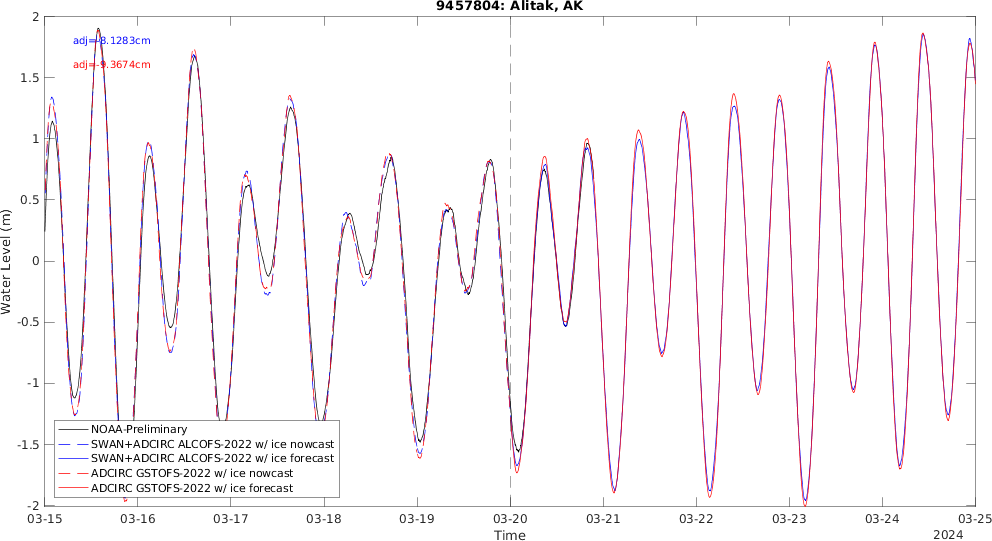 9457804: Alitak, AK
adj=-8.1283cm
adj=-9.3674cm
Water Level (m)
2
1.5
1
0.5
0
-0.5
-1
-1.5
-2
NOAA-Preliminary
SWAN+ADCIRC ALCOFS-2022 w/ ice nowcast
SWAN+ADCIRC ALCOFS-2022 w/ ice forecast
ADCIRC GSTOFS-2022 w/ ice nowcast
ADCIRC GSTOFS-2022 w/ ice forecast
03-15 03-16 03-17 03-18 03-19 03-20 03-21 03-22 03-23 03-24 03-25
Time
2024